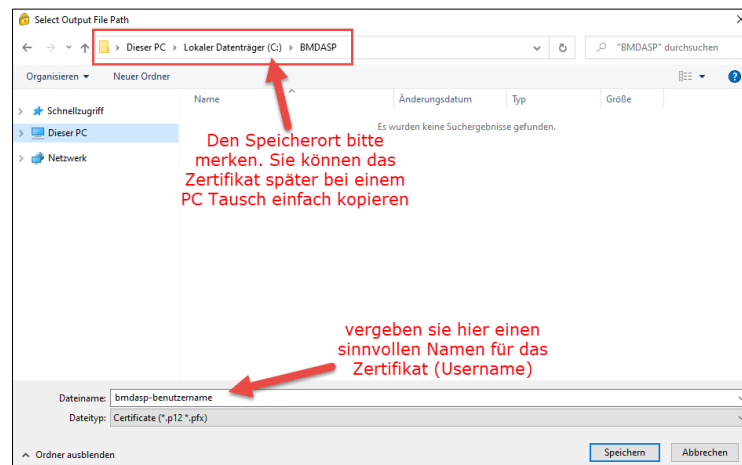 Select Output File Path
Dieser PC > Lokaler Datenträger (C:) > BMDASP
"BMDASP" durchsuchen
Organisieren Neuer Ordner
Name Änderungsdatum Typ Größe
Schnellzugriff
Es wurden keine Suchergebnisse gefunden.
Dieser PC
Netzwerk
Den Speicherort bitte
merken. Sie können das
Zertifikat später bei einem
PC Tausch einfach kopieren
vergeben sie hier einen
sinnvollen Namen für das
Zertifikat (Username)
Dateiname: bmdasp-benutzername
Dateityp: Certificate (*.p12 *.pfx)
Ordner ausblenden Speichern Abbrechen